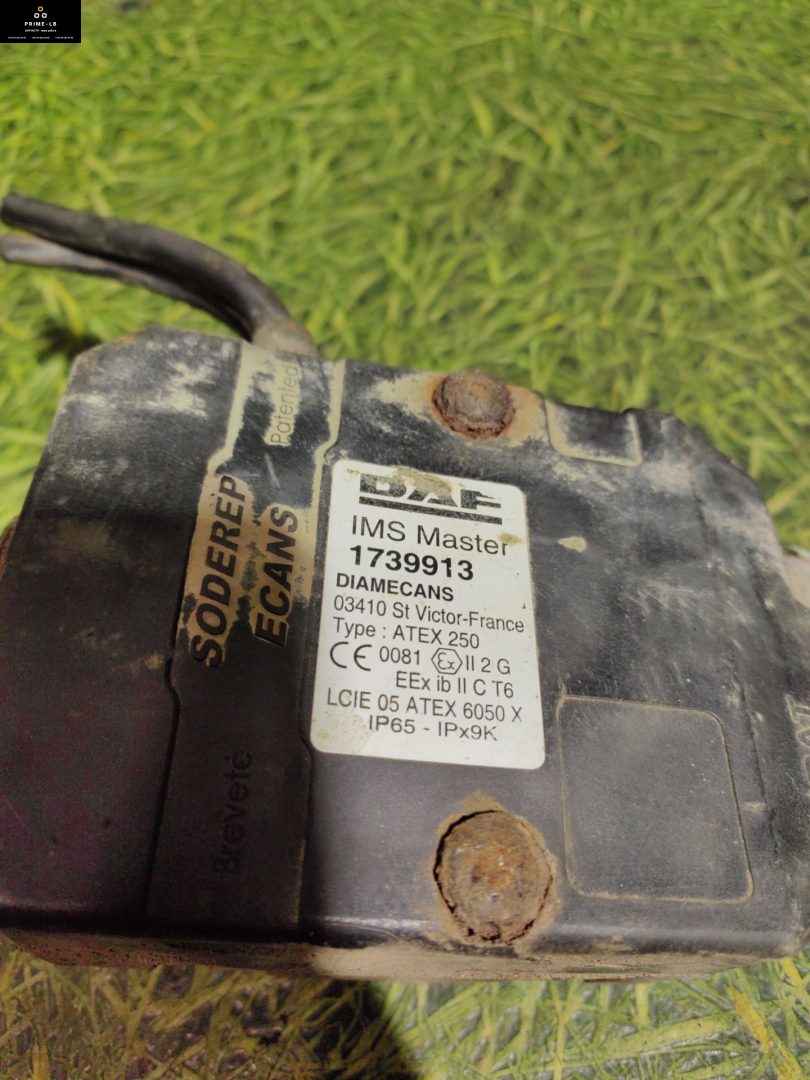 PRIME-LB
Patented
SODEREP
ECANS
DAF
IMS Master
1739913
DIAMECANS
03410 St Victor-France
Type : ATEX 250
CE 0081 Ex II 2 G
EEx ib II C T6
LCIE 05 ATEX 6050 X
IP65 - IPx9K
Breveté